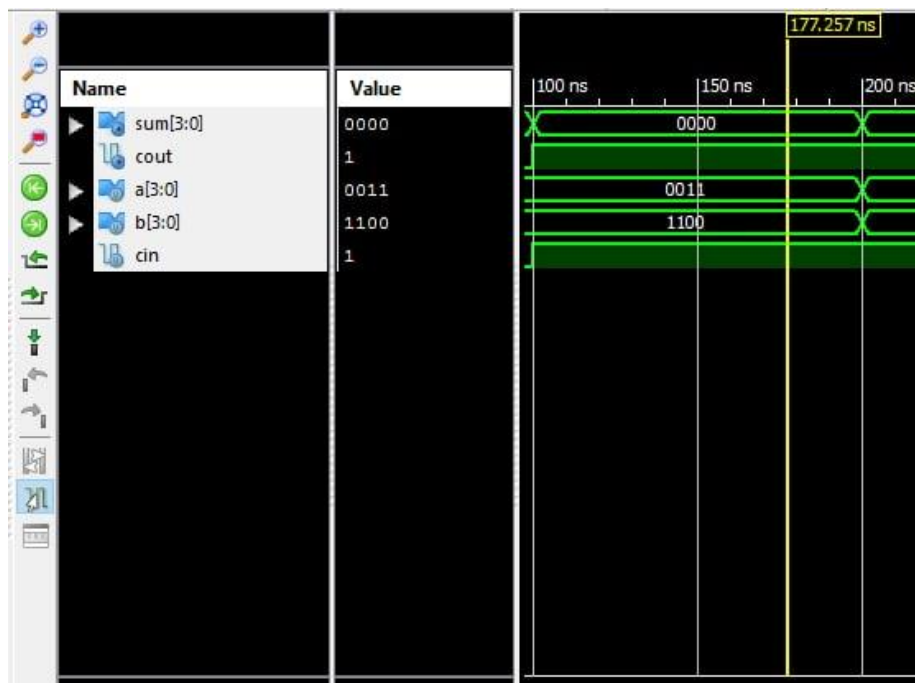 177.257 ns
Name Value 100 ns 150 ns 200 ns
sum[3:0] 0000 0000
cout 1
a[3:0] 0011 0011
b[3:0] 1100 1100
cin 1